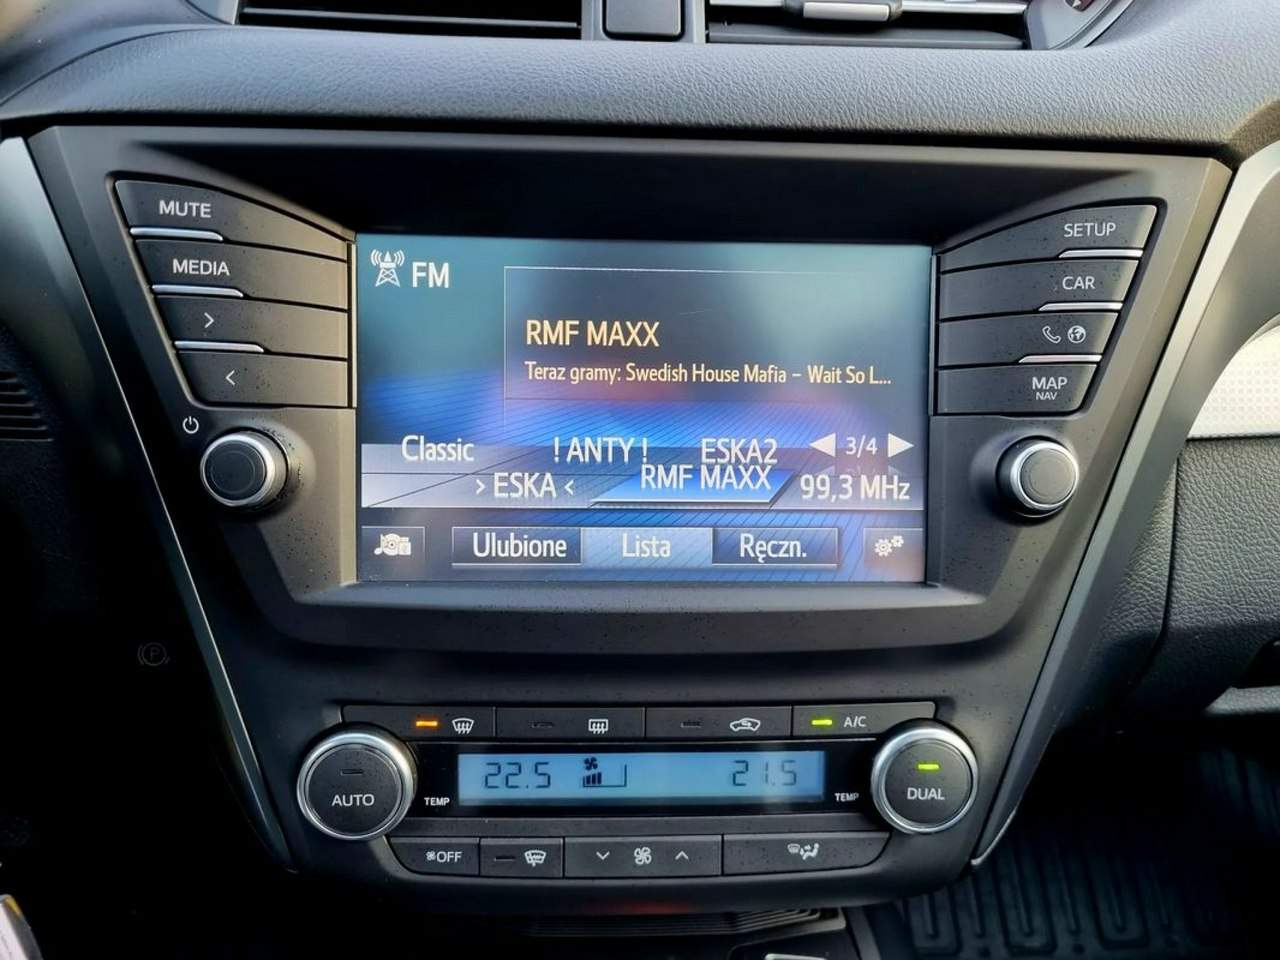 MUTE
MEDIA
>
<
SETUP
CAR
MAP
NAV
FM
RMF MAXX
Teraz gramy: Swedish House Mafia – Wait So L...
Classic ! ANTY ! ESKA2 3/4
> ESKA < RMF MAXX 99,3 MHz
Ulubione Lista Ręczn.
A/C
AUTO
TEMP 22.5 21.5 TEMP
DUAL
OFF
P